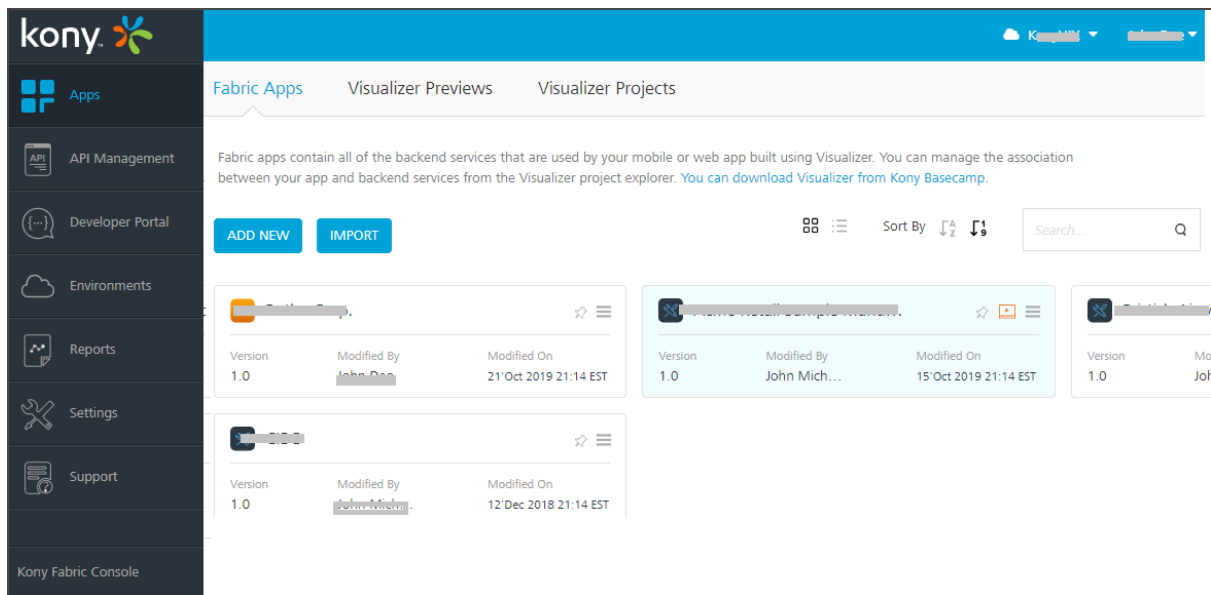 kony
Apps
API Management
Developer Portal
Environments
Reports
Settings
Support
Kony Fabric Console
Fabric Apps Visualizer Previews Visualizer Projects
Fabric apps contain all of the backend services that are used by your mobile or web app built using Visualizer. You can manage the association
between your app and backend services from the Visualizer project explorer. You can download Visualizer from Kony Basecamp.
ADD NEW IMPORT Sort By Search...
Version Modified By Modified On
1.0 21'Oct 2019 21:14 EST
Version Modified By Modified On
1.0 John Mich... 15'Oct 2019 21:14 EST
Version
1.0
Version Modified By Modified On
1.0 12'Dec 2018 21:14 EST